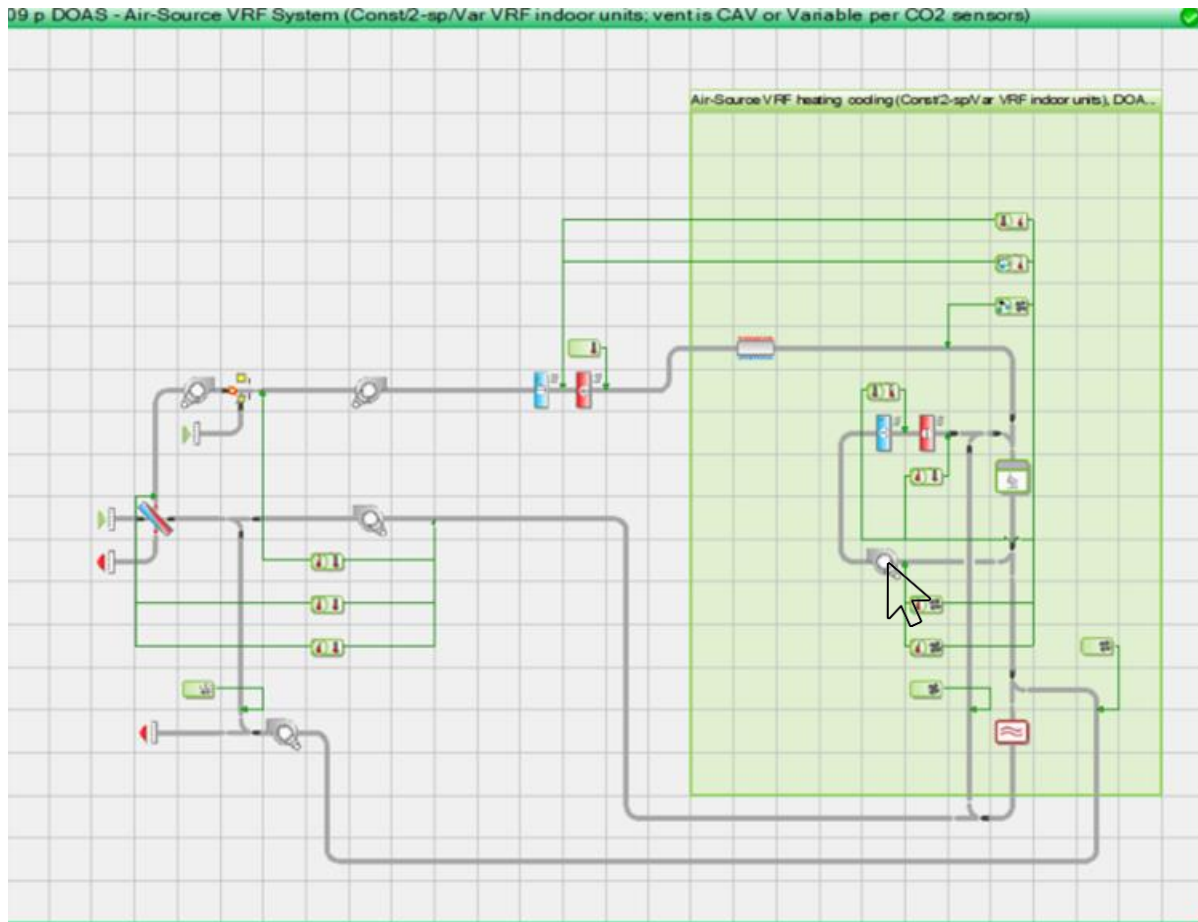 09 p DOAS - Air-Source VRF System (Const/2-sp/Var VRF indoor units; vent is CAV or Variable per CO2 sensors)
Air-Source VRF heating cooling (Const/2-sp/Var VRF indoor units), DOA...